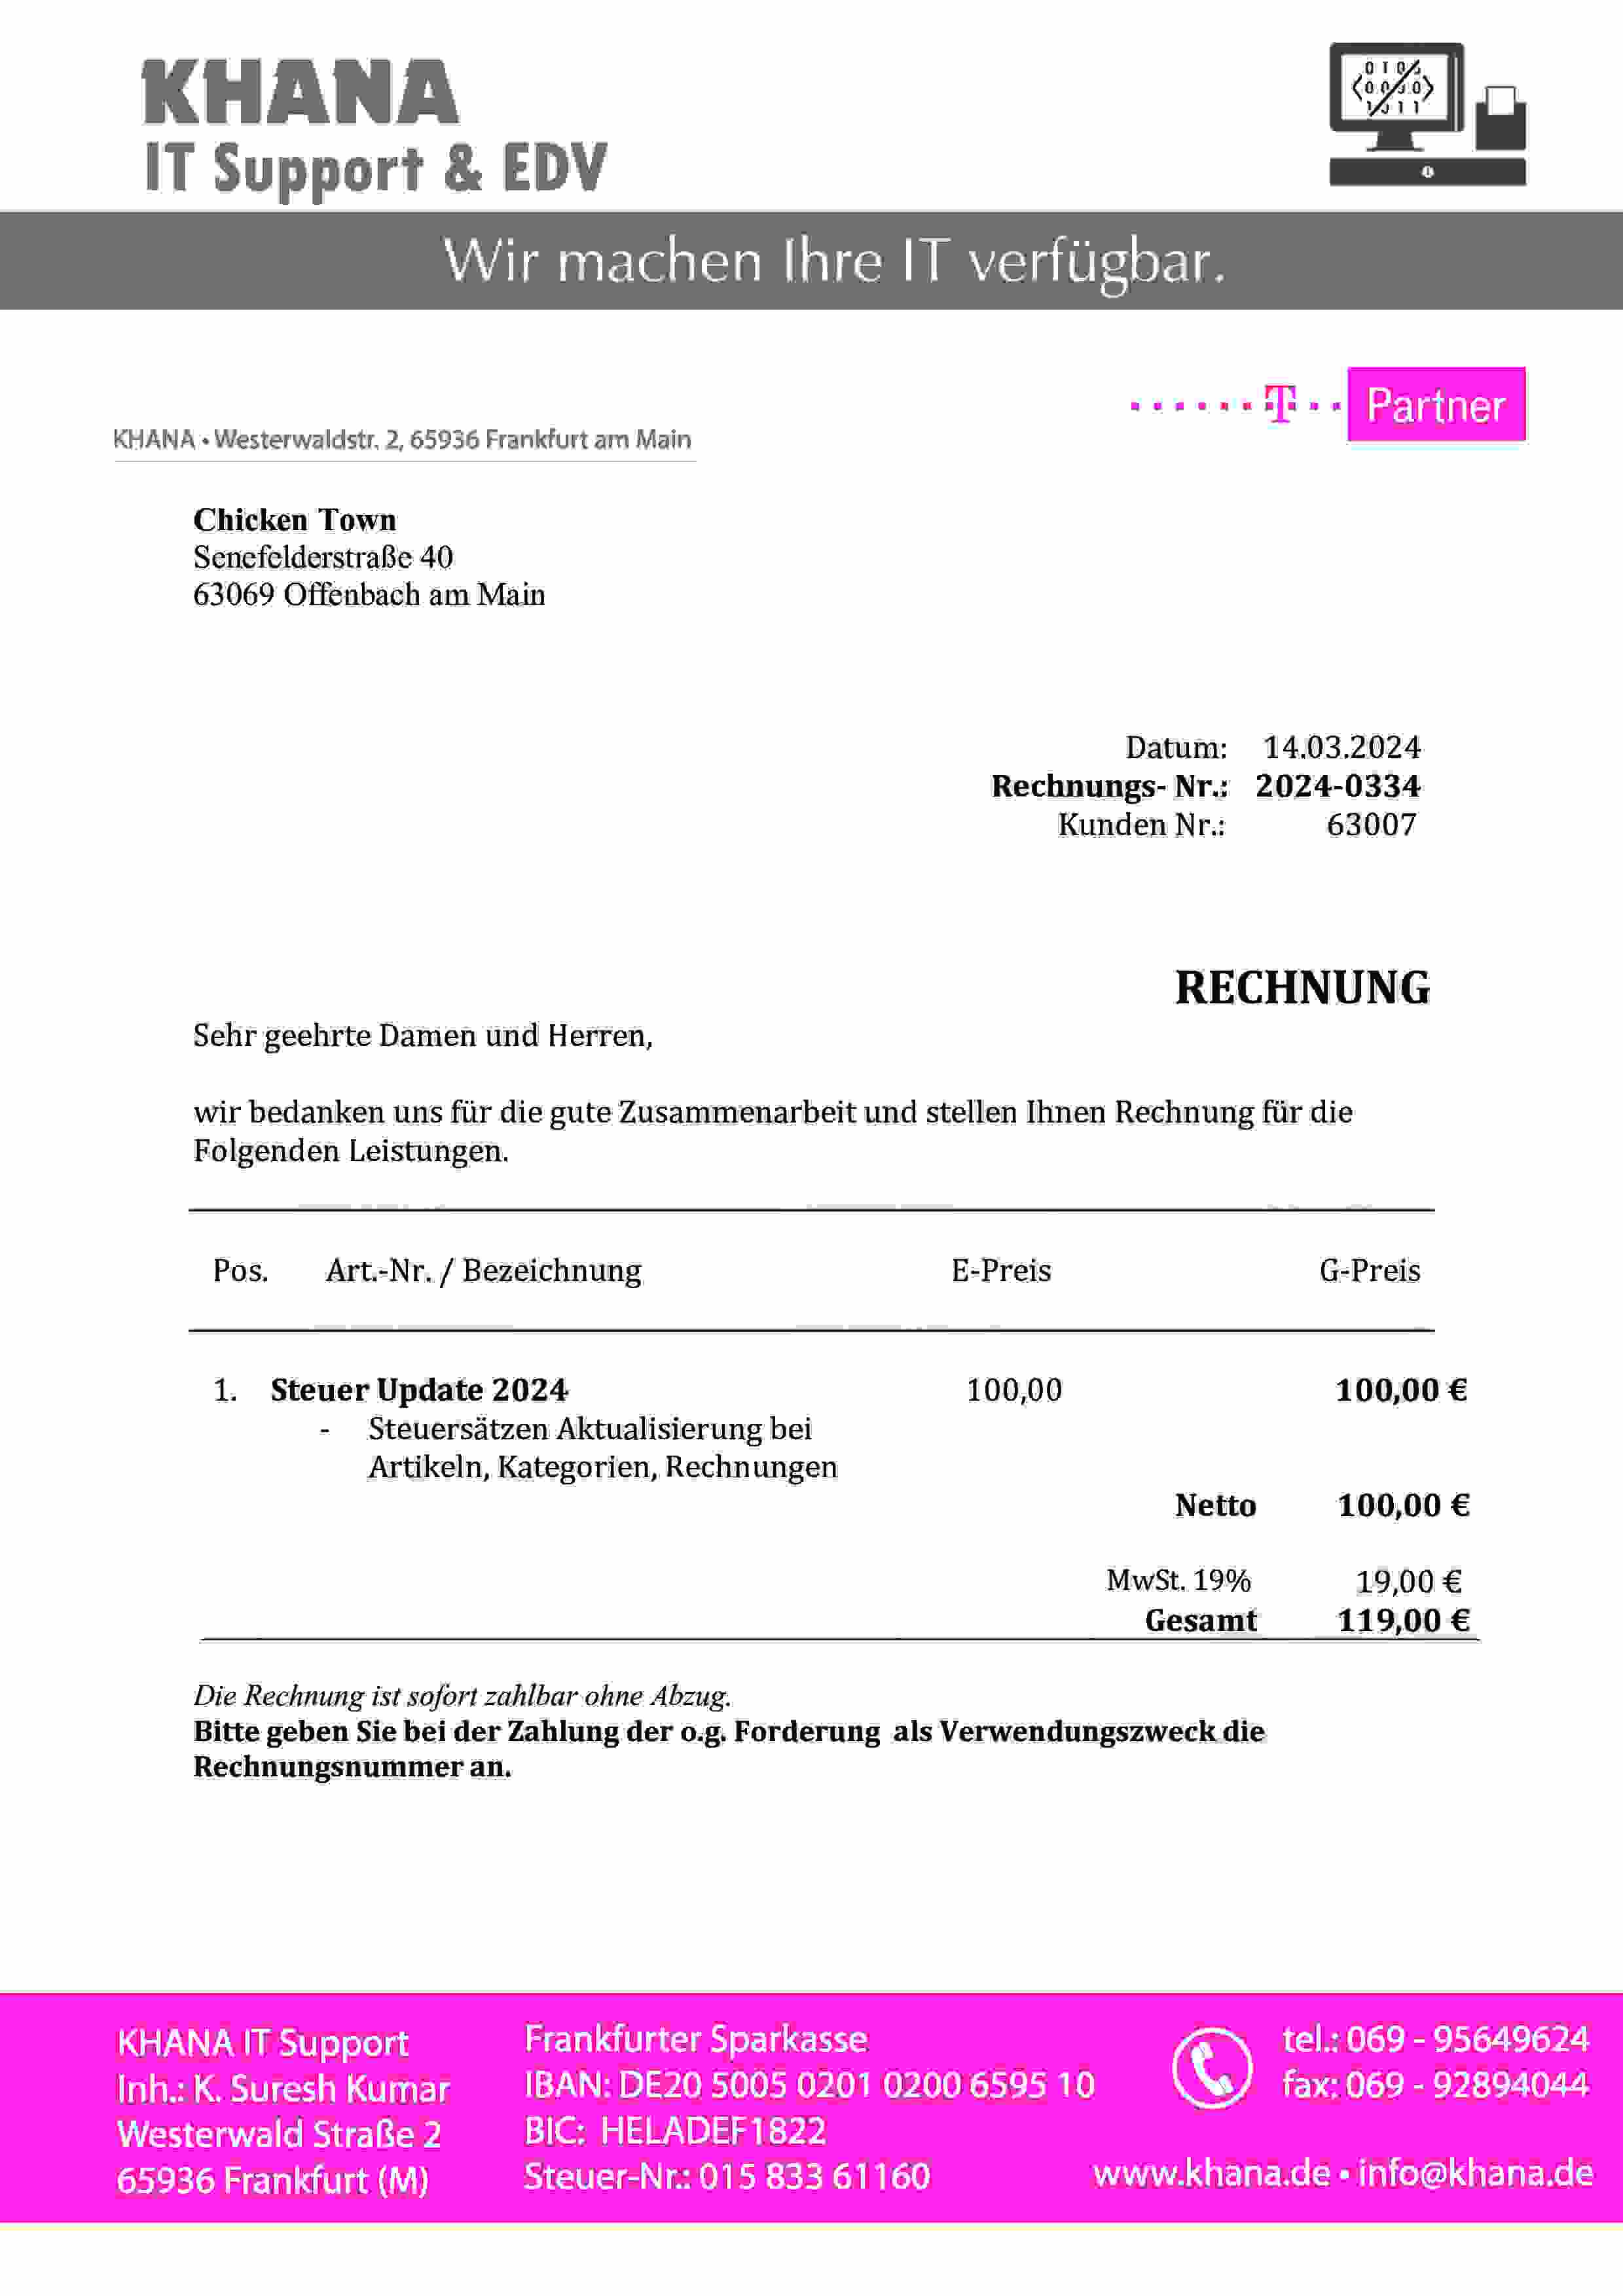 KHANA
IT Support & EDV
Wir machen Ihre IT verfügbar.
T Partner
KHANA • Westerwaldstr. 2, 65936 Frankfurt am Main
Chicken Town
Senefelderstraße 40
63069 Offenbach am Main
Datum: 14.03.2024
Rechnungs- Nr.: 2024-0334
Kunden Nr.: 63007
RECHNUNG
Sehr geehrte Damen und Herren,
wir bedanken uns für die gute Zusammenarbeit und stellen Ihnen Rechnung für die
Folgenden Leistungen.
Pos. Art.-Nr. / Bezeichnung E-Preis G-Preis
1. Steuer Update 2024 100,00 100,00 €
- Steuersätzen Aktualisierung bei
Artikeln, Kategorien, Rechnungen
Netto 100,00 €
MwSt. 19% 19,00 €
Gesamt 119,00 €
Die Rechnung ist sofort zahlbar ohne Abzug.
Bitte geben Sie bei der Zahlung der o.g. Forderung als Verwendungszweck die
Rechnungsnummer an.
KHANA IT Support
Inh.: K. Suresh Kumar
Westerwald Straße 2
65936 Frankfurt (M)
Frankfurter Sparkasse
IBAN: DE20 5005 0201 0200 6595 10
BIC: HELADEF1822
Steuer-Nr.: 015 833 61160
tel.: 069 - 95649624
fax: 069 - 92894044
www.khana.de • info@khana.de